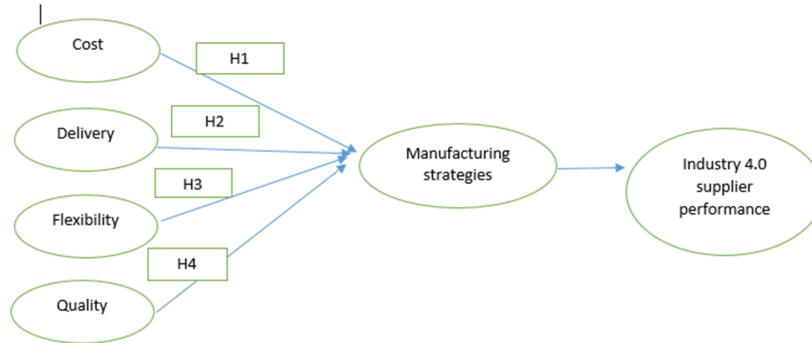 Cost
H1
Delivery
H2
Flexibility
H3
Quality
H4
Manufacturing
strategies
Industry 4.0
supplier
performance